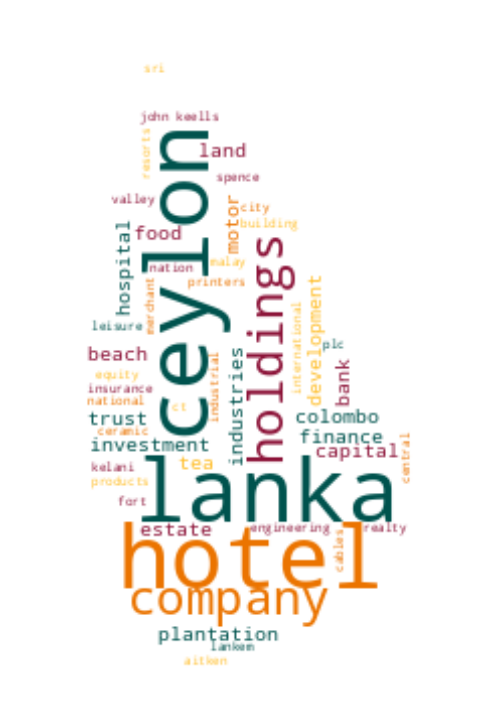 sri
john keells
ceylon
resorts
land
spence
valley
motor
city
building
hospital
food
holdings
nation
malay
merchant
printers
development
international
leisure
plc
beach
industries
industrial
bank
equity
insurance
national
ct
trust
colombo
ceramic
finance
investment
capital
central
lanka
tea
kelani
products
fort
estate
engineering
realty
hotel
cables
company
plantation
lankem
aitken